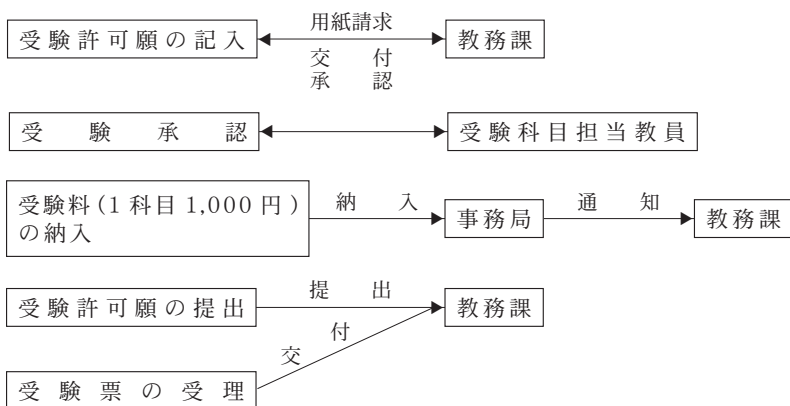 用紙請求
受験許可願の記入 教務課
交付
承認
受験承認 受験科目担当教員
受験料(1科目1,000円)
の納入
納入 事務局 通知 教務課
提出
受験許可願の提出 教務課
交付
受験票の受理